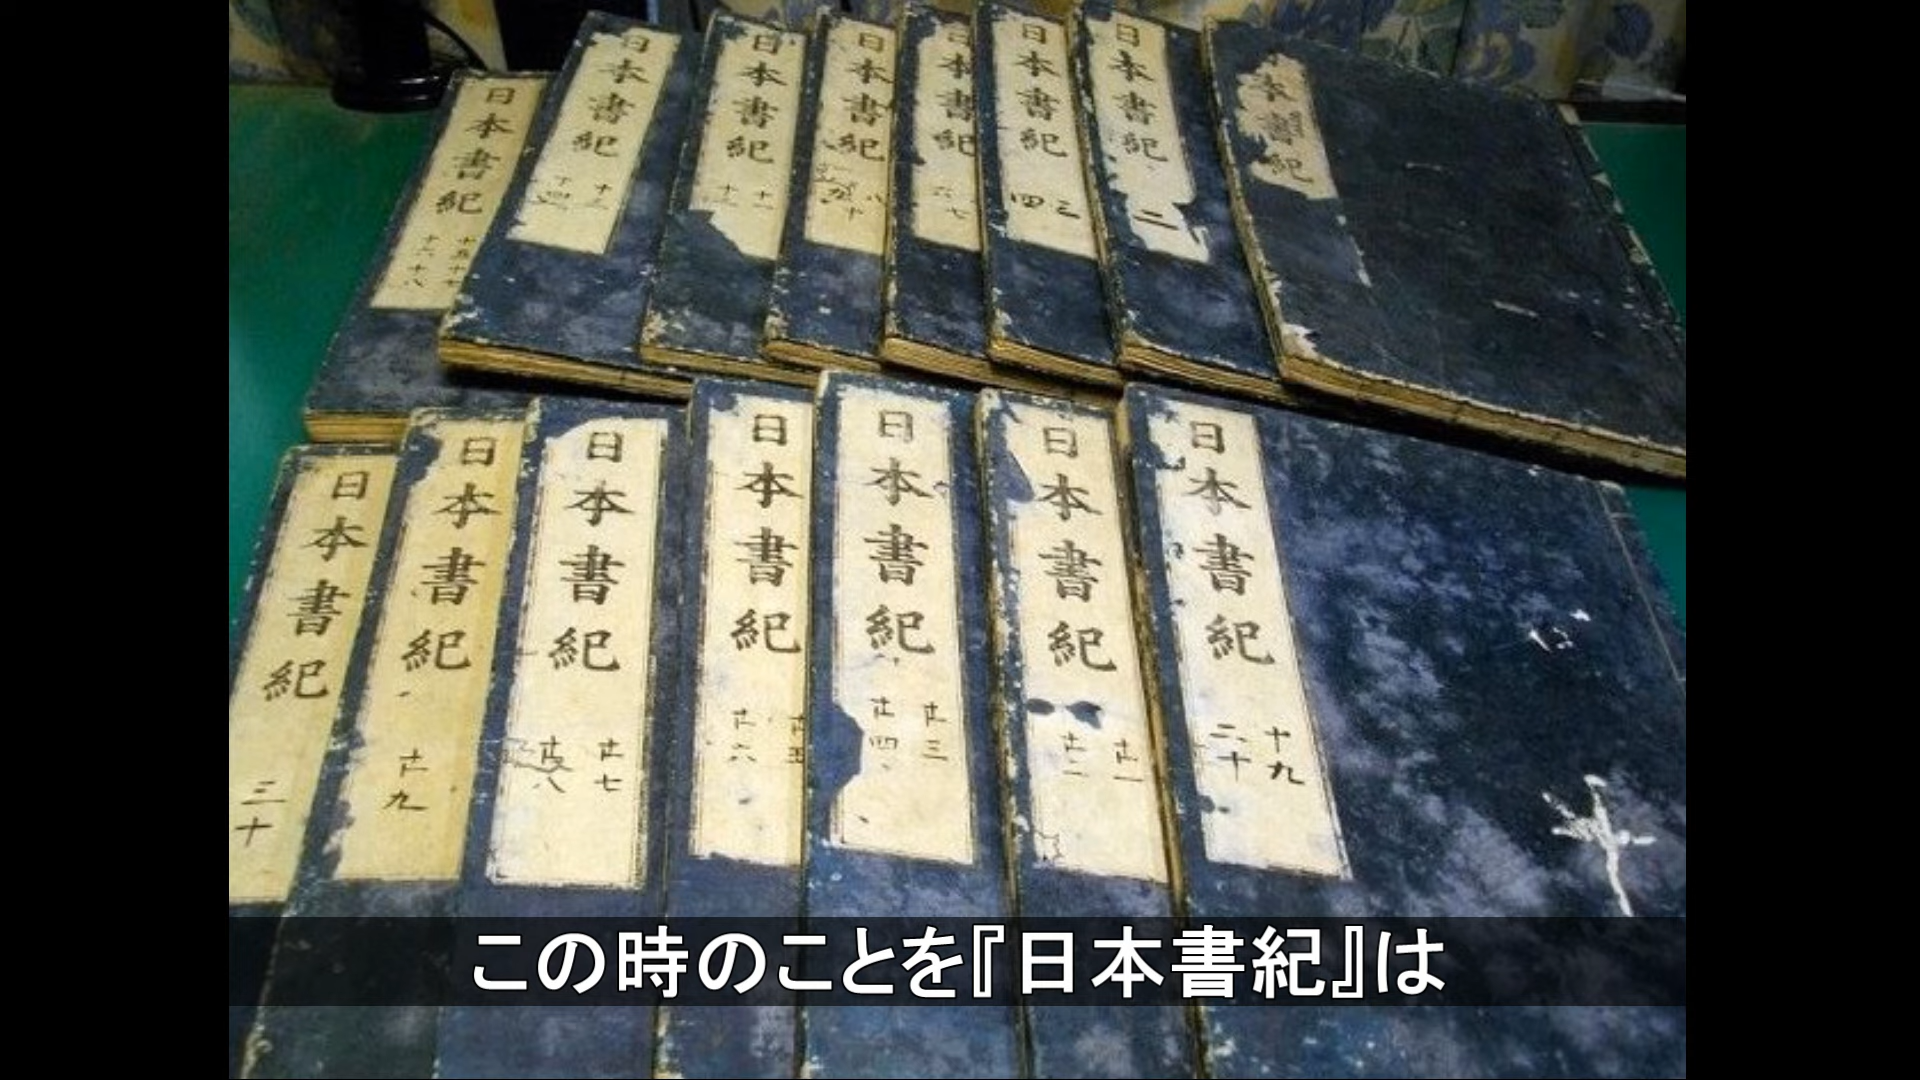 日本書紀
十五十七
十六十八
日本書紀
十三
十四
日本書紀
十一
十二
日本書紀
八
日本書紀
六
七
日本書紀
三
四
日本書紀
二
本書紀
日本書紀
三十
日本書紀
廿九
日本書紀
廿七
廿八
日本書紀
廿五
廿六
日本書紀
廿三
廿四
日本書紀
廿一
廿二
日本書紀
十九
二十
この時のことを『日本書紀』は